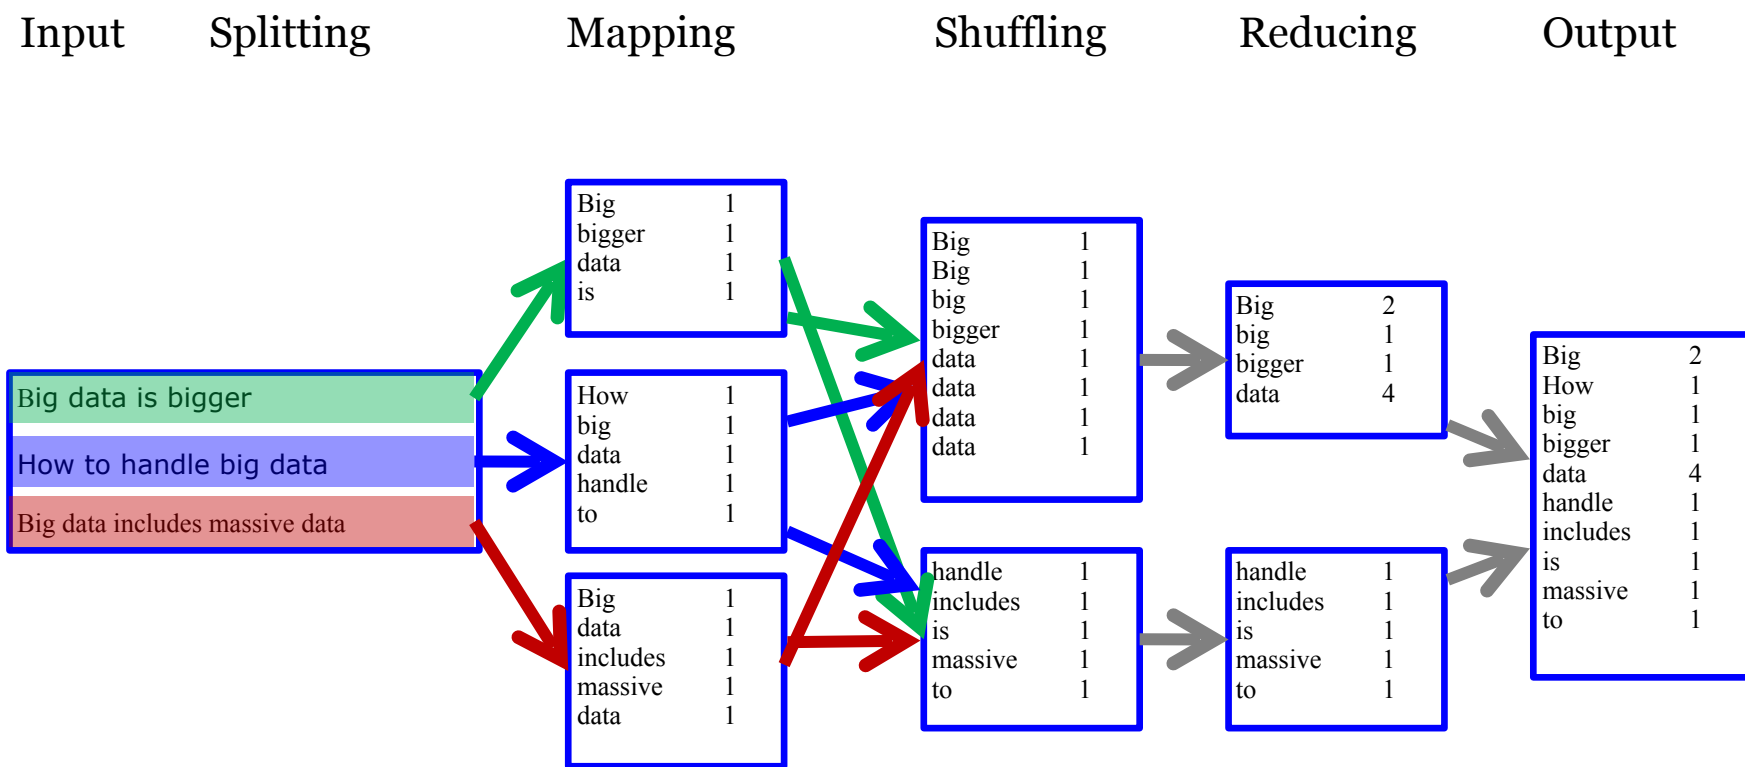 Input Splitting Mapping Shuffling Reducing Output
Big data is bigger
How to handle big data
Big data includes massive data
Big 1
bigger 1
data 1
is 1
How 1
big 1
data 1
handle 1
to 1
Big 1
data 1
includes 1
massive 1
data 1
Big 1
Big 1
big 1
bigger 1
data 1
data 1
data 1
data 1
handle 1
includes 1
is 1
massive 1
to 1
Big 2
big 1
bigger 1
data 4
handle 1
includes 1
is 1
massive 1
to 1
Big 2
How 1
big 1
bigger 1
data 4
handle 1
includes 1
is 1
massive 1
to 1